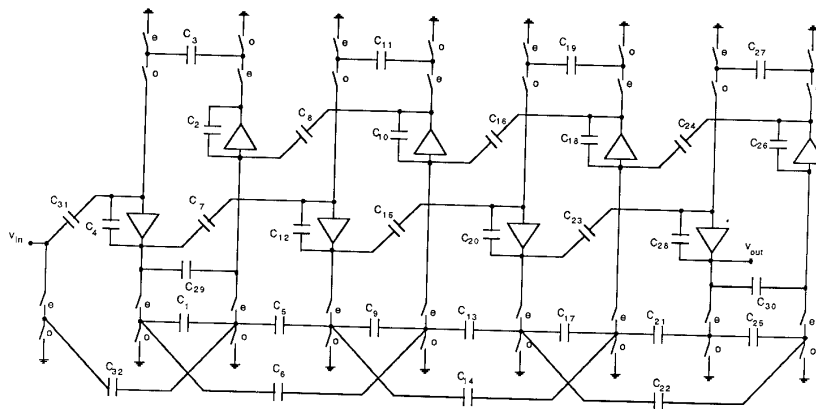 e C3 o e C11 o e C19 o e C27 o
o e o e o e o
C2 C8 C10 C16 C18 C24 C26
C31 C4 C7 C12 C16 C20 C23 C28
Vin Vout
C29 C30
e e e e e e e e e
C1 C5 C9 C13 C17 C21 C25
o o o o o o o o o
C32 C6 C14 C22